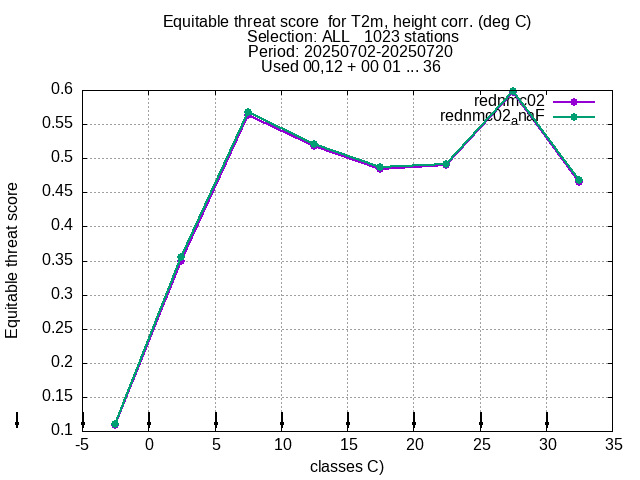 Equitable threat score  for T2m, height corr. (deg C)
Selection: ALL   1023 stations
Period: 20250702-20250720
Used 00,12 + 00 01 ... 36
rednmc02
rednmc02_anaF
0.6
0.55
0.5
0.45
0.4
0.35
0.3
0.25
0.2
0.15
0.1
Equitable threat score
-5 0 5 10 15 20 25 30 35
classes C)